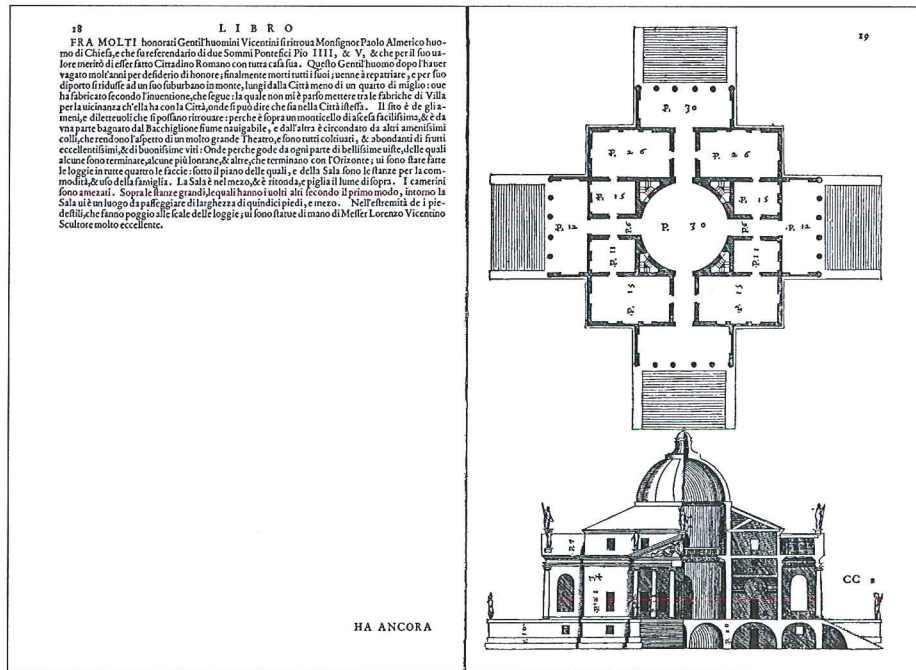 18 LIBRO
FRA MOLTI honorati Gentil'huomini Vicentini si ritroua Monsignor Paolo Almerico huo-
mo di Chiesa, e che fu referendario di due Sommi Pontefici Pio IIII, & V, & che per il suo ua-
lore meritò di esser fatto Cittadino Romano con tutta casa sua. Questo Gentil'huomo dopo l'hauer
vagato molt'anni per desiderio di honore; finalmente morti tutti i suoi; uenne à repatriare, e per suo
diporto si ridusse ad un suo suburbano in monte, lungi dalla Città meno di un quarto di miglio: oue
ha fabricato secondo l'inuentione, che segue: la quale non mi è parso mettere tra le fabriche di Villa
per la uicinanza ch'ella ha con la Città, onde si può dire che sia nella Città istessa. Il sito è de gli a-
meni, e diletteuoli che si possano ritrouare: perche è sopra un monticello di ascesa facilissima, & è da
vna parte bagnato dal Bacchiglione fiume nauigabile, e dall'altra è circondato da altri amenissimi
colli, che rendono l'aspetto di un molto grande Theatro, e sono tutti coltiuati, & abondanti di frutti
eccellentissimi, & di buonissime viti: Onde perche gode da ogni parte di bellissime uiste, delle quali
alcune sono terminate, alcune più lontane, & altre, che terminano con l'Orizonte; ui sono state fatte
le loggie in tutte quattro le faccie: sotto il piano delle quali, e della Sala sono le stanze per la com-
modità, & uso della famiglia. La Sala è nel mezo, & è ritonda, e piglia il lume di sopra. I camerini
sono amezati. Sopra le stanze grandi, le quali hanno i uolti alti secondo il primo modo, intorno la
Sala ui è un luogo da passeggiare di larghezza di quindici piedi, e mezo. Nell'estremità de i pie-
destili, che fanno poggio alle scale delle loggie; ui sono statue di mano di Messer Lorenzo Vicentino
Scultore molto eccellente.
HA ANCORA
19
P. 30
P. 26
P. 26
P. 15
P. 15
P. 12
P. 6
P. 30
P. 6
P. 12
P. 11
P. 11
P. 15
P. 15
CC 2
P. 10
P. 10